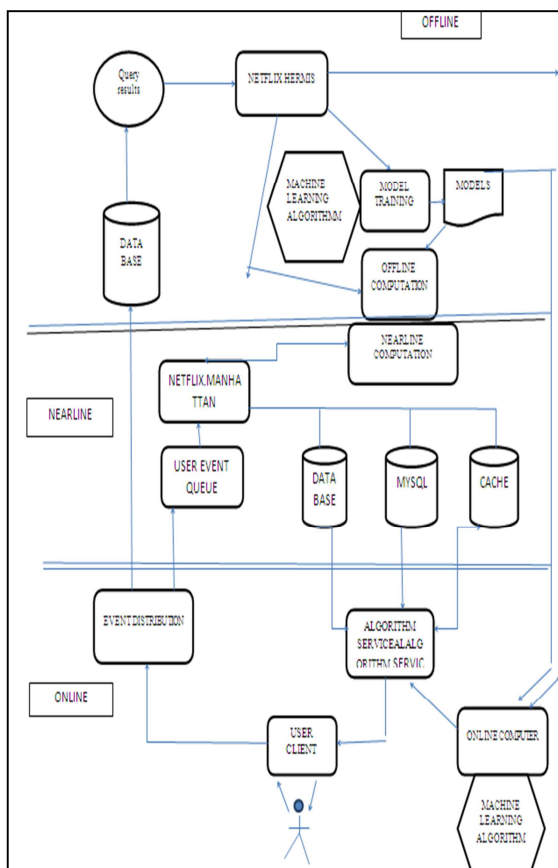 OFFLINE
Query
results
NETFLIX HERMIS
MACHINE
LEARNING
ALGORITHMM
MODEL
TRAINING
MODELS
DATA
BASE
OFFLINE
COMPUTATION
NEARLINE
COMPUTATION
NETFLIX.MANHA
TTAN
NEARLINE
USER EVENT
QUEUE
DATA
BASE
MYSQL
CACHE
EVENT DISTRIBUTION
ALGORITHM
SERVICEALALG
ORITHM SERVIC
ONLINE
USER
CLIENT
ONLINE COMPUTER
MACHINE
LEARNING
ALGORITHM